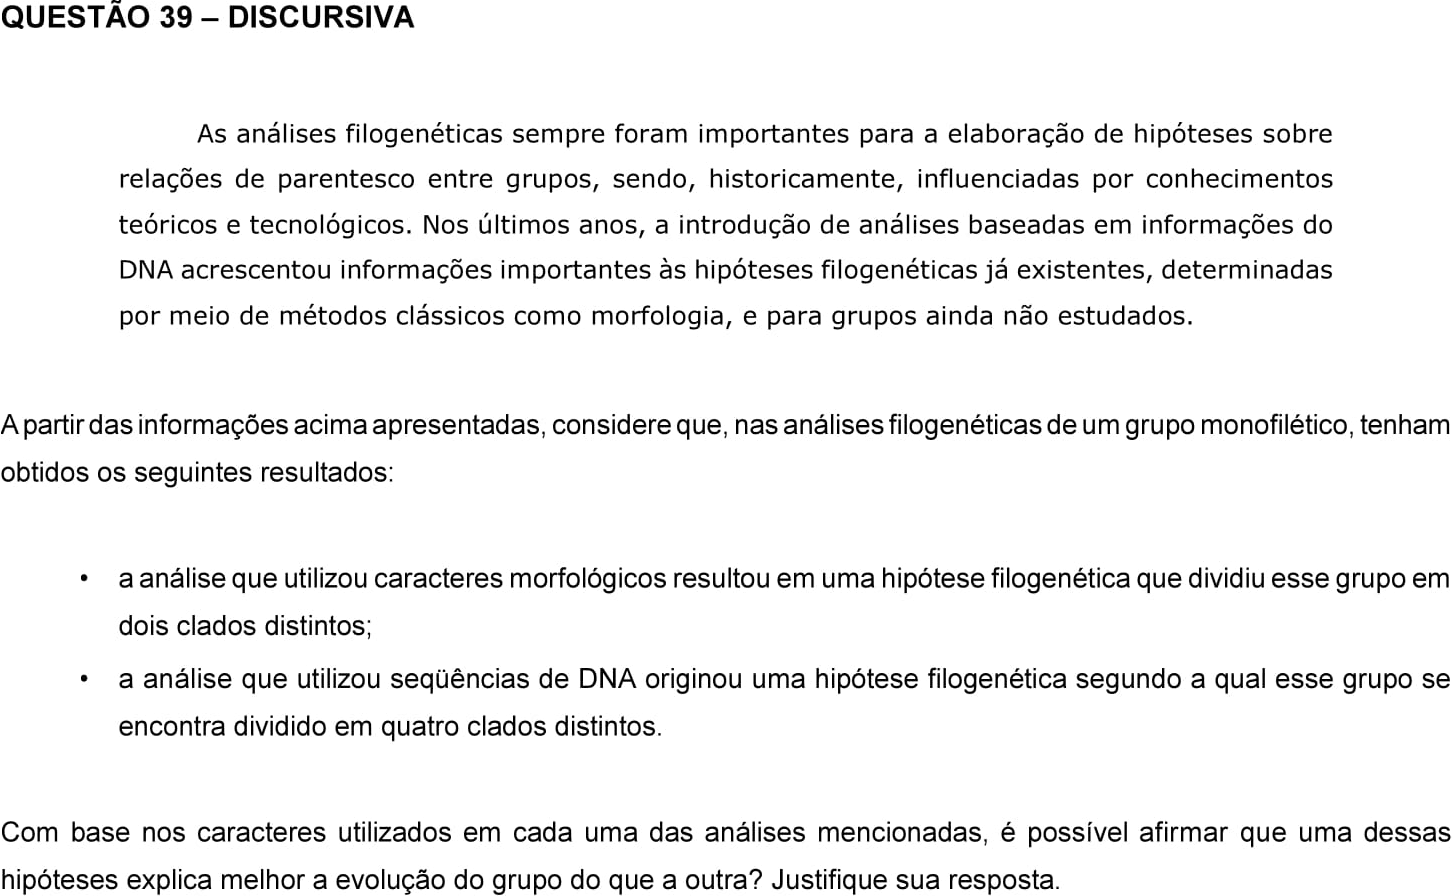 QUESTÃO 39 – DISCURSIVA
As análises filogenéticas sempre foram importantes para a elaboração de hipóteses sobre
relações de parentesco entre grupos, sendo, historicamente, influenciadas por conhecimentos
teóricos e tecnológicos. Nos últimos anos, a introdução de análises baseadas em informações do
DNA acrescentou informações importantes às hipóteses filogenéticas já existentes, determinadas
por meio de métodos clássicos como morfologia, e para grupos ainda não estudados.
A partir das informações acima apresentadas, considere que, nas análises filogenéticas de um grupo monofilético, tenham
obtidos os seguintes resultados:
• a análise que utilizou caracteres morfológicos resultou em uma hipótese filogenética que dividiu esse grupo em
dois clados distintos;
• a análise que utilizou seqüências de DNA originou uma hipótese filogenética segundo a qual esse grupo se
encontra dividido em quatro clados distintos.
Com base nos caracteres utilizados em cada uma das análises mencionadas, é possível afirmar que uma dessas
hipóteses explica melhor a evolução do grupo do que a outra? Justifique sua resposta.